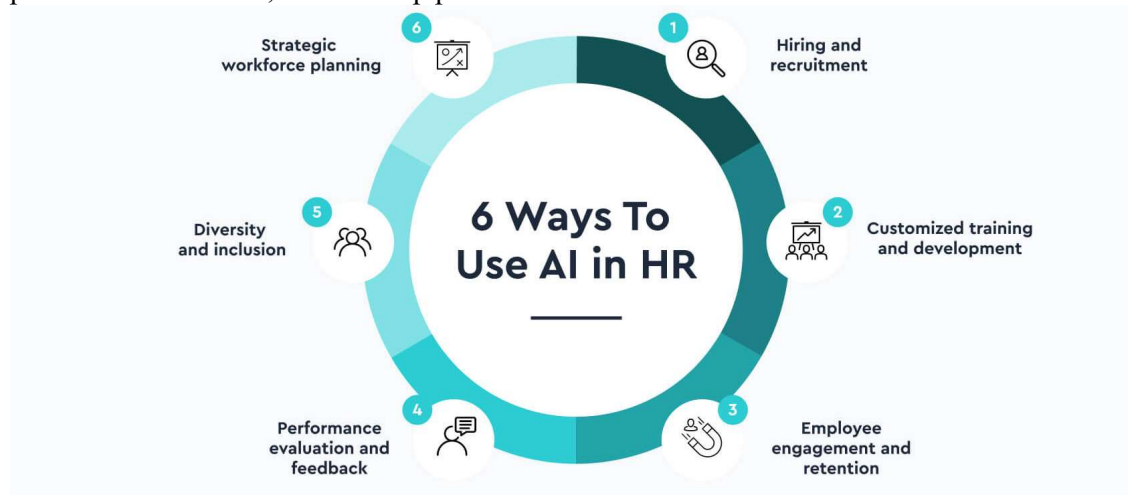 6 Ways To
Use AI in HR
1
Hiring and
recruitment
2
Customized training
and development
3
Employee
engagement and
retention
4
Performance
evaluation and
feedback
5
Diversity
and inclusion
6
Strategic
workforce planning